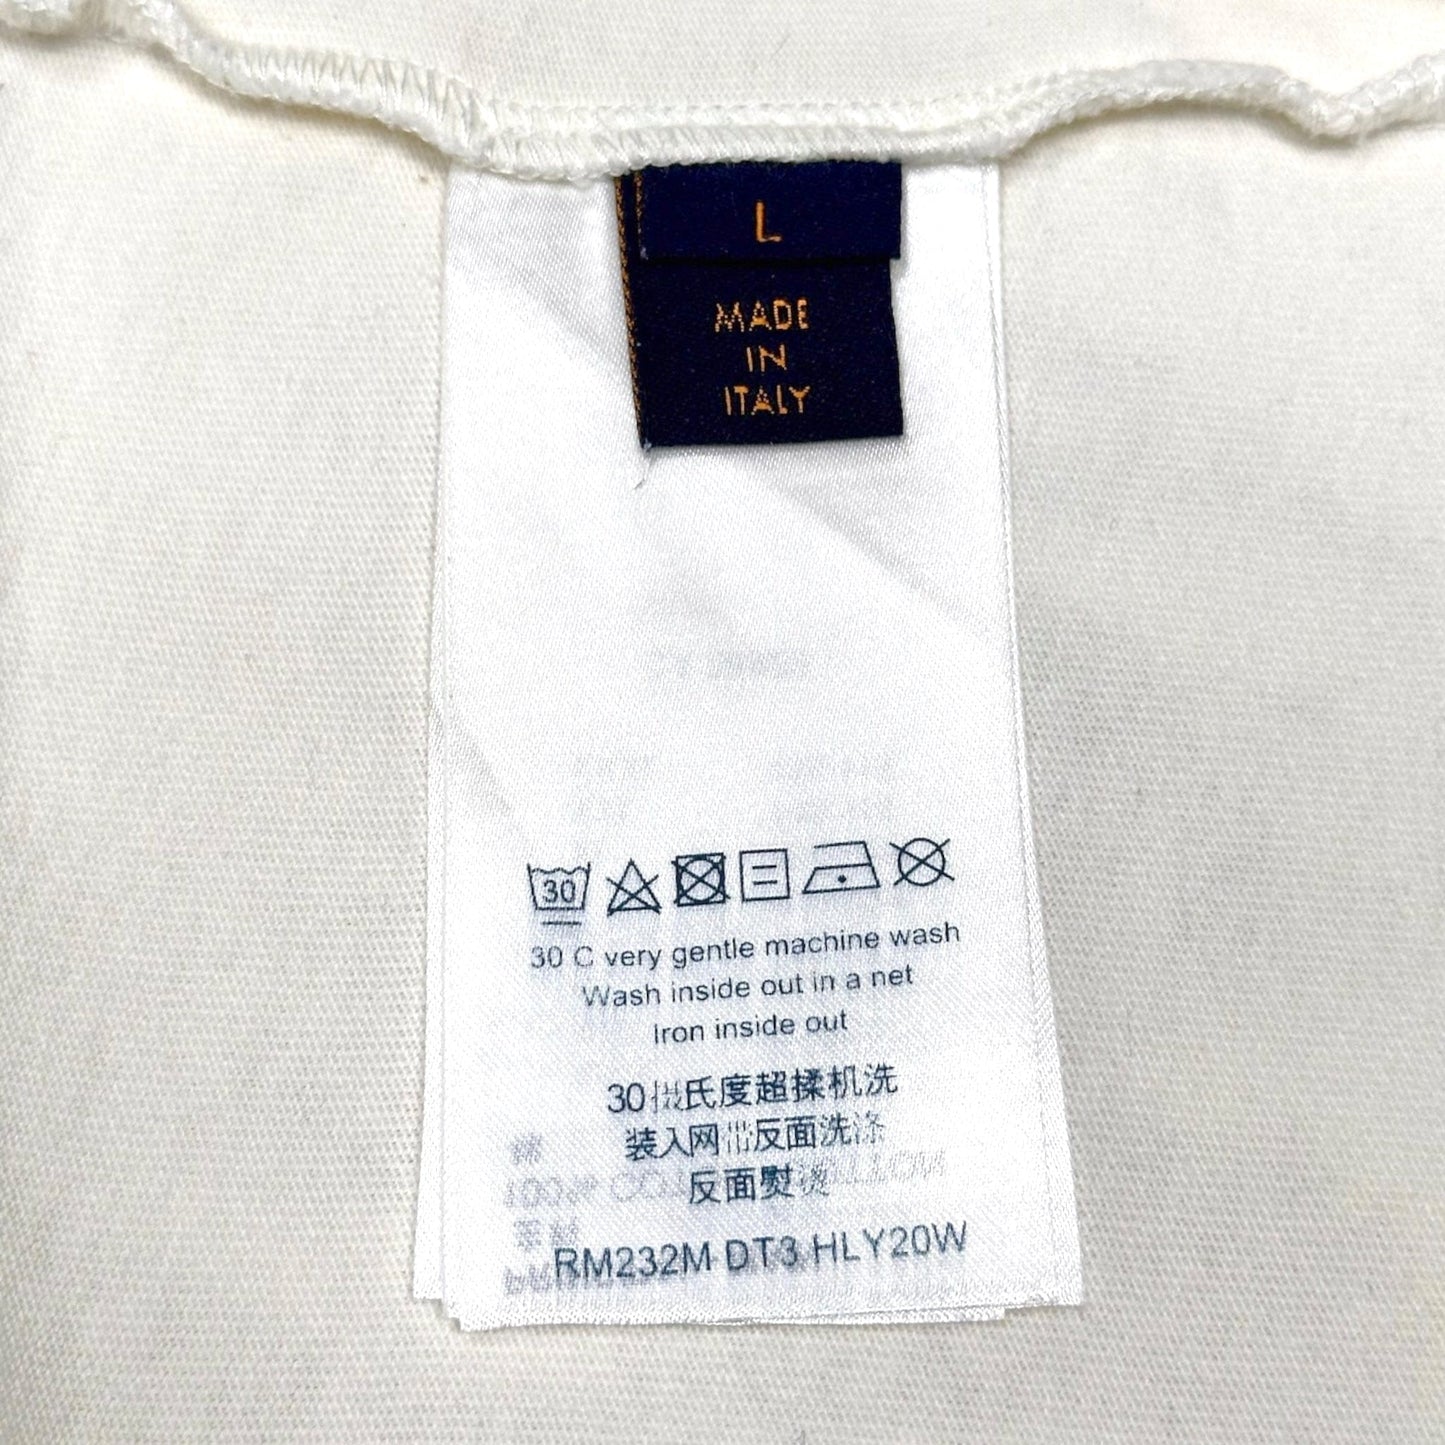 L
MADE
IN
ITALY
30
30 C very gentle machine wash
Wash inside out in a net
Iron inside out
30摄氏度超揉机洗
装入网袋反面洗涤
反面熨烫
RM232M DT3 HLY20W